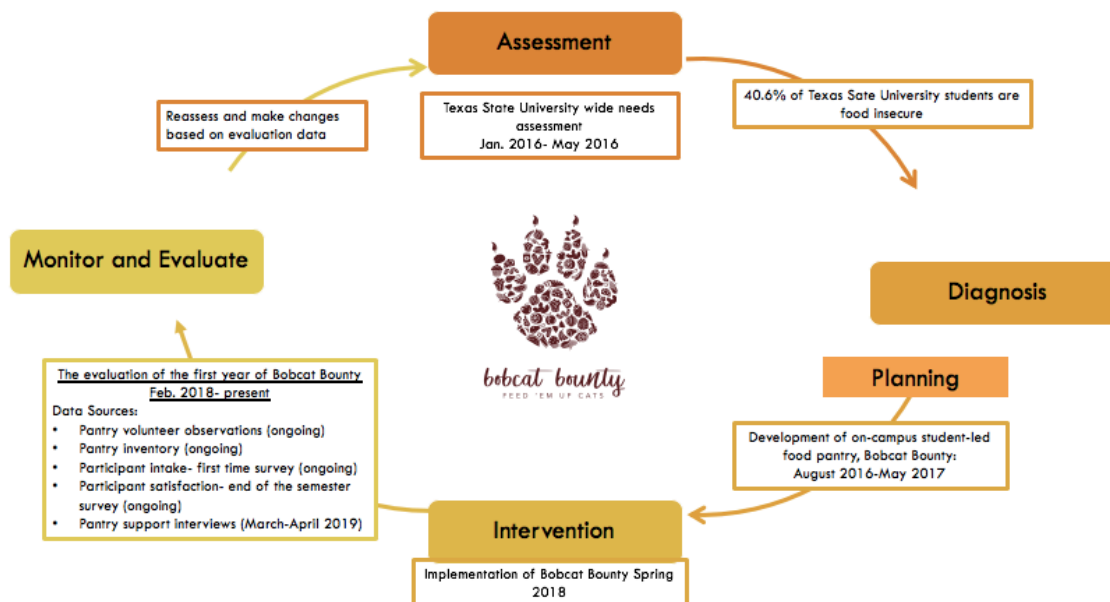 Assessment
Texas State University wide needs
assessment
Jan. 2016- May 2016
40.6% of Texas Sate University students are
food insecure
Diagnosis
Planning
Development of on-campus student-led
food pantry, Bobcat Bounty:
August 2016-May 2017
Intervention
Implementation of Bobcat Bounty Spring
2018
The evaluation of the first year of Bobcat Bounty
Feb. 2018- present
Data Sources:
• Pantry volunteer observations (ongoing)
• Pantry inventory (ongoing)
• Participant intake- first time survey (ongoing)
• Participant satisfaction- end of the semester
survey (ongoing)
• Pantry support interviews (March-April 2019)
Monitor and Evaluate
Reassess and make changes
based on evaluation data
bobcat bounty
FEED 'EM UP CATS